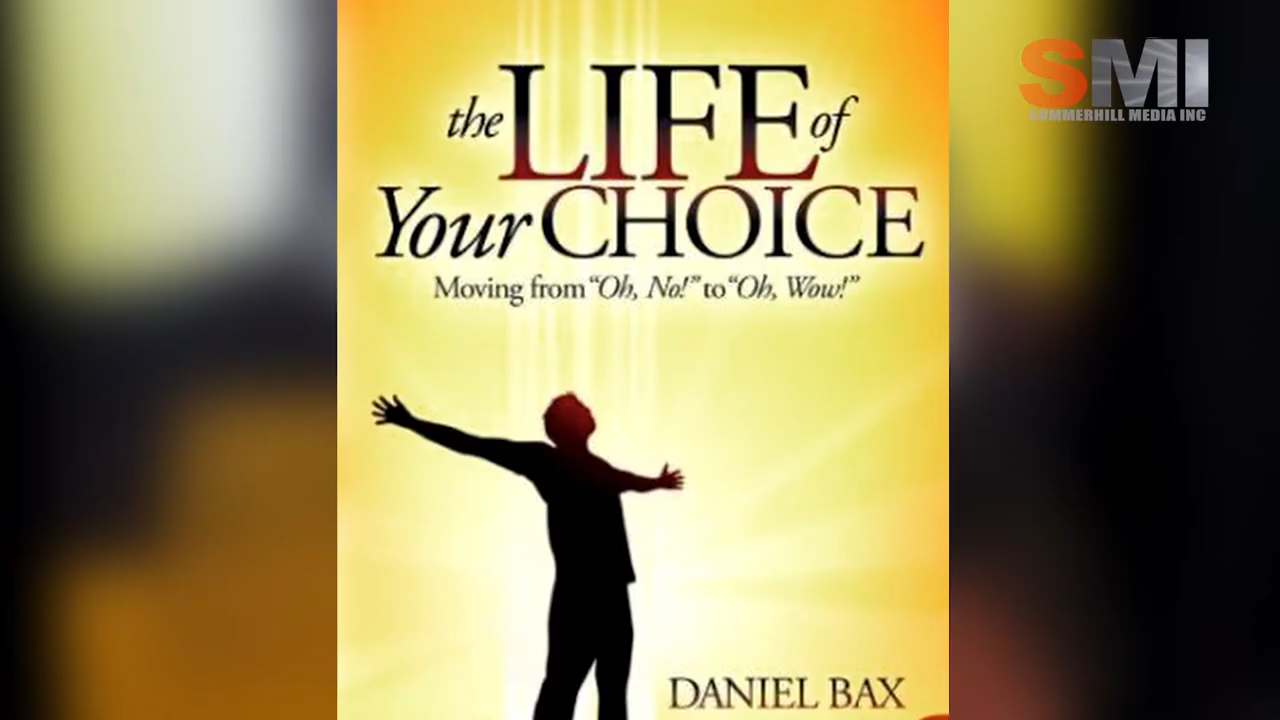 the LIFE of
Your CHOICE
Moving from “Oh, No!” to “Oh, Wow!”
DANIEL BAX
SMI
SUMMERHILL MEDIA INC